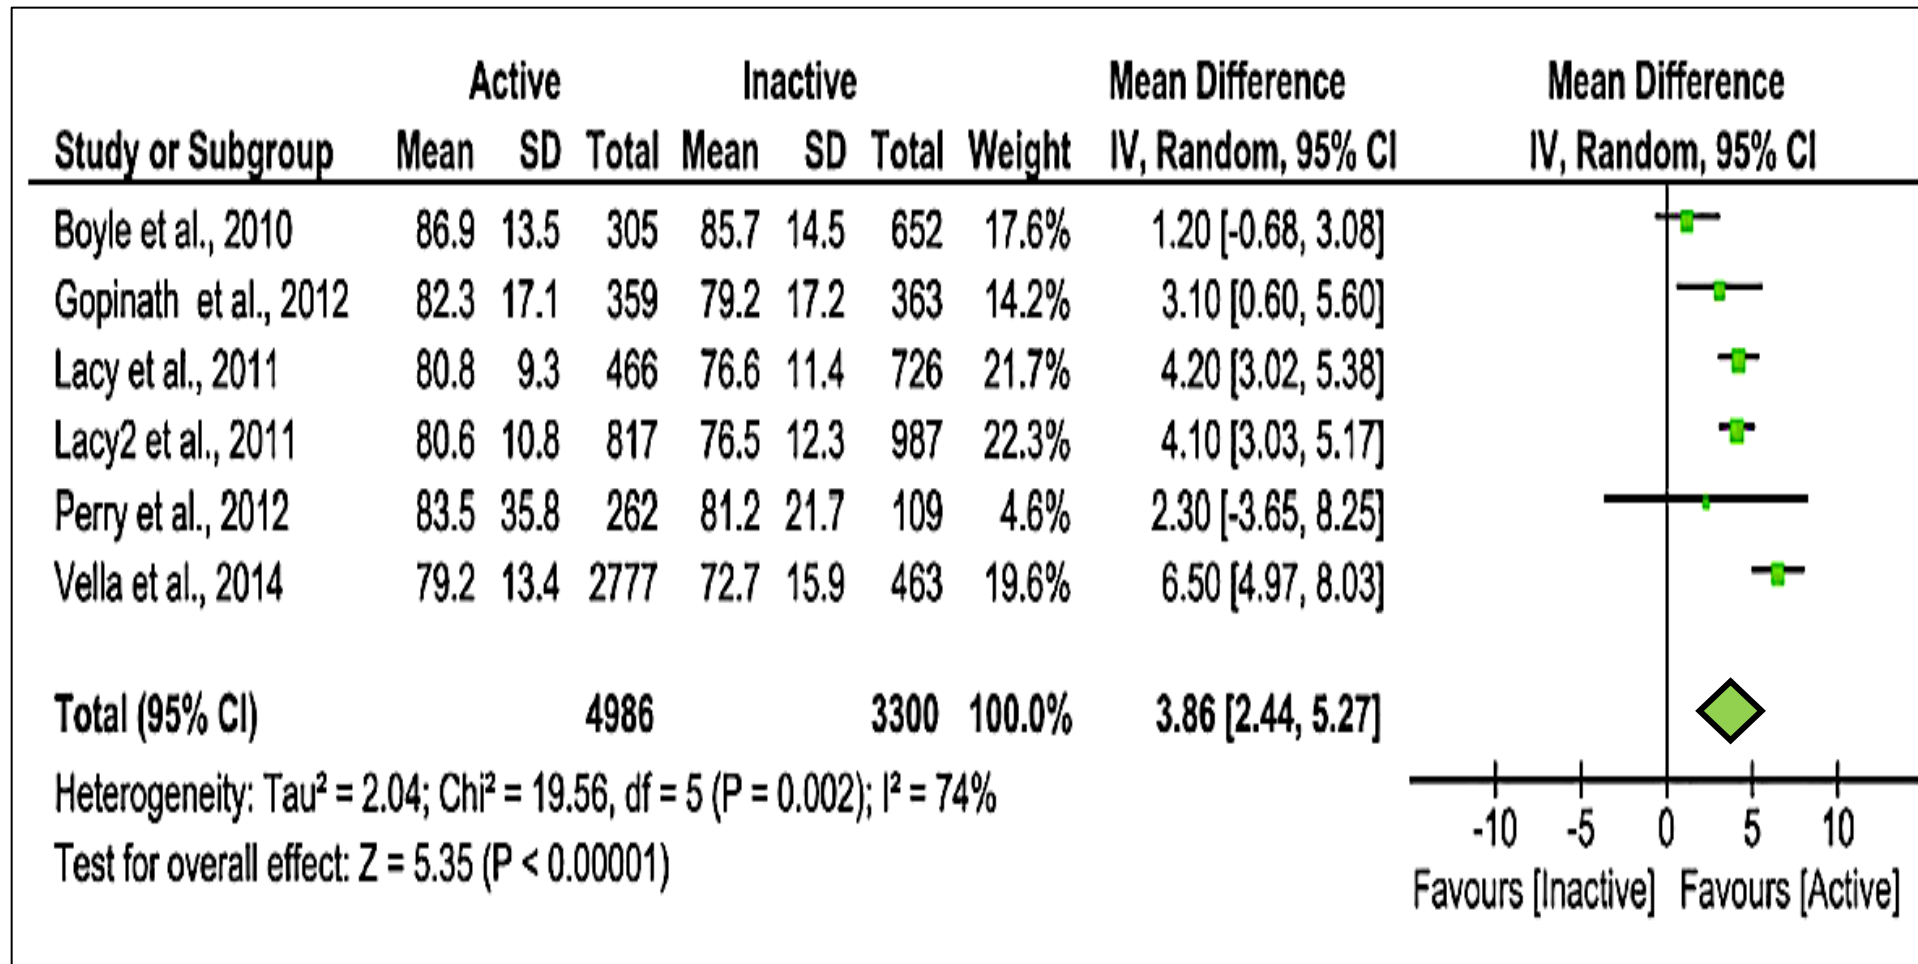 Active Inactive Mean Difference Mean Difference
Study or Subgroup Mean SD Total Mean SD Total Weight IV, Random, 95% CI IV, Random, 95% CI
Boyle et al., 2010 86.9 13.5 305 85.7 14.5 652 17.6% 1.20 [-0.68, 3.08]
Gopinath et al., 2012 82.3 17.1 359 79.2 17.2 363 14.2% 3.10 [0.60, 5.60]
Lacy et al., 2011 80.8 9.3 466 76.6 11.4 726 21.7% 4.20 [3.02, 5.38]
Lacy2 et al., 2011 80.6 10.8 817 76.5 12.3 987 22.3% 4.10 [3.03, 5.17]
Perry et al., 2012 83.5 35.8 262 81.2 21.7 109 4.6% 2.30 [-3.65, 8.25]
Vella et al., 2014 79.2 13.4 2777 72.7 15.9 463 19.6% 6.50 [4.97, 8.03]
Total (95% CI) 4986 3300 100.0% 3.86 [2.44, 5.27]
Heterogeneity: Tau² = 2.04; Chi² = 19.56, df = 5 (P = 0.002); I² = 74%
Test for overall effect: Z = 5.35 (P < 0.00001)
-10 -5 0 5 10
Favours [Inactive] Favours [Active]